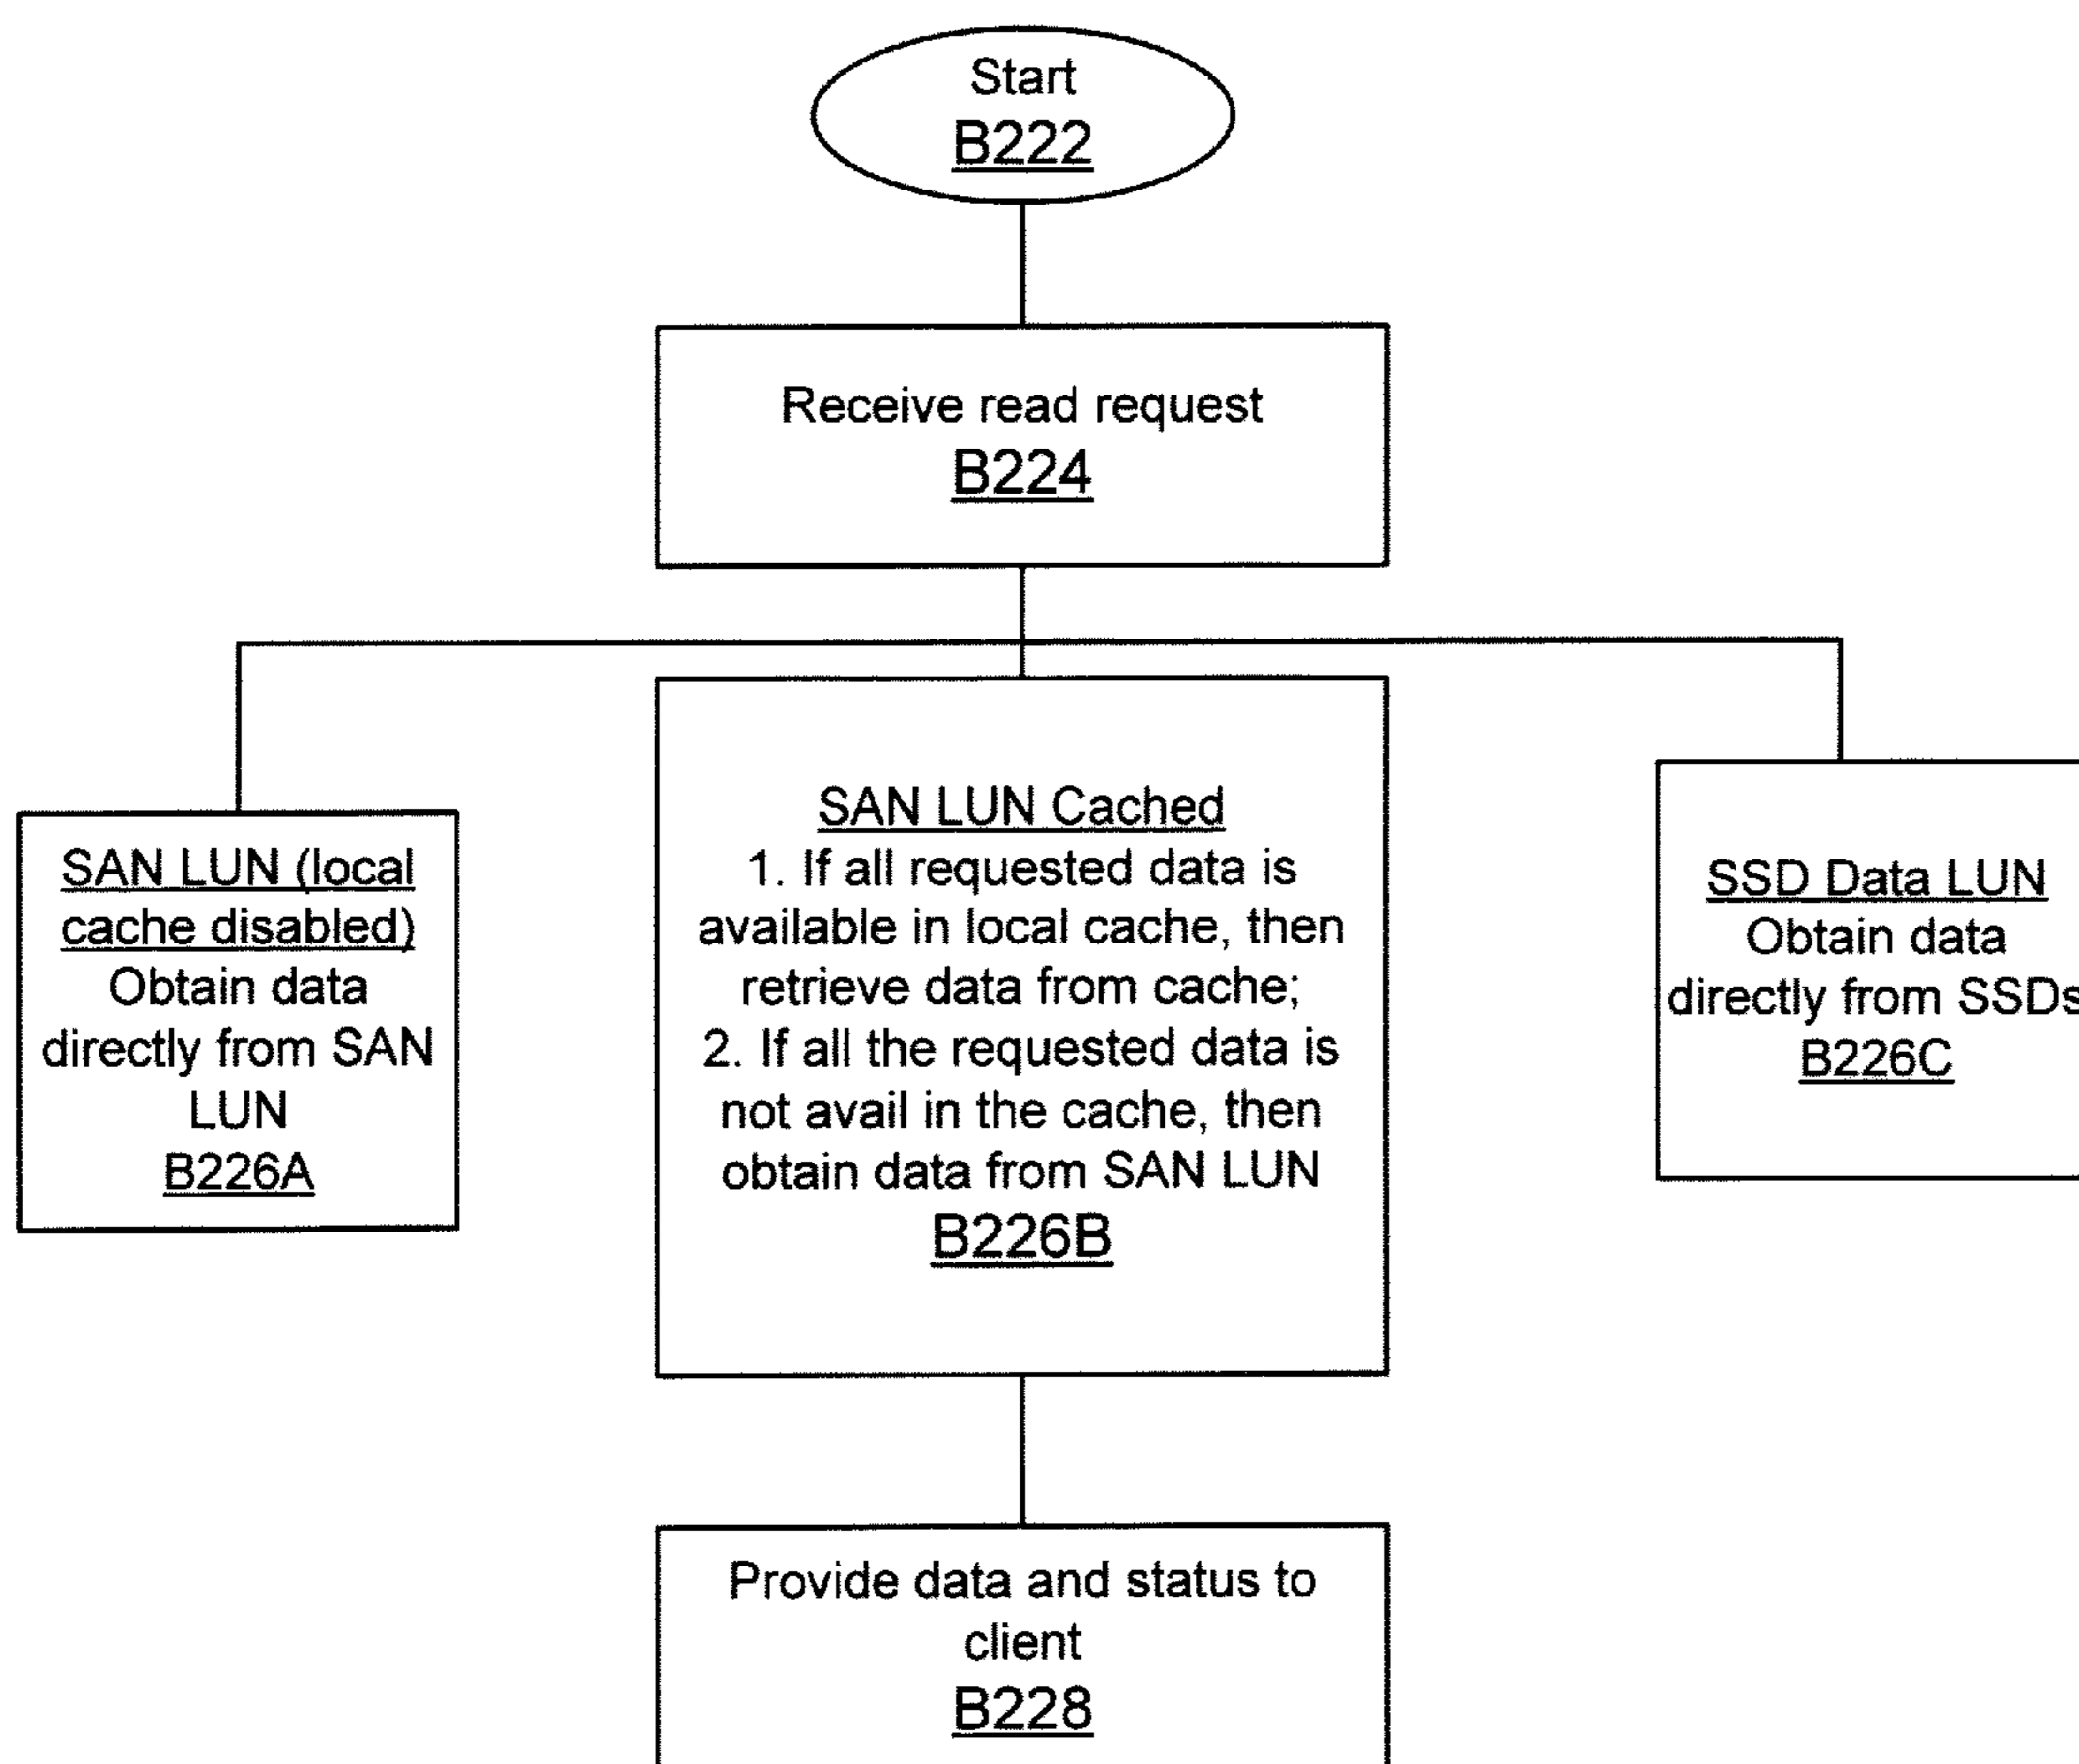 Start
B222
Receive read request
B224
SAN LUN (local
cache disabled)
Obtain data
directly from SAN
LUN
B226A
SAN LUN Cached
1. If all requested data is
available in local cache, then
retrieve data from cache;
2. If all the requested data is
not avail in the cache, then
obtain data from SAN LUN
B226B
SSD Data LUN
Obtain data
directly from SSDs
B226C
Provide data and status to
client
B228